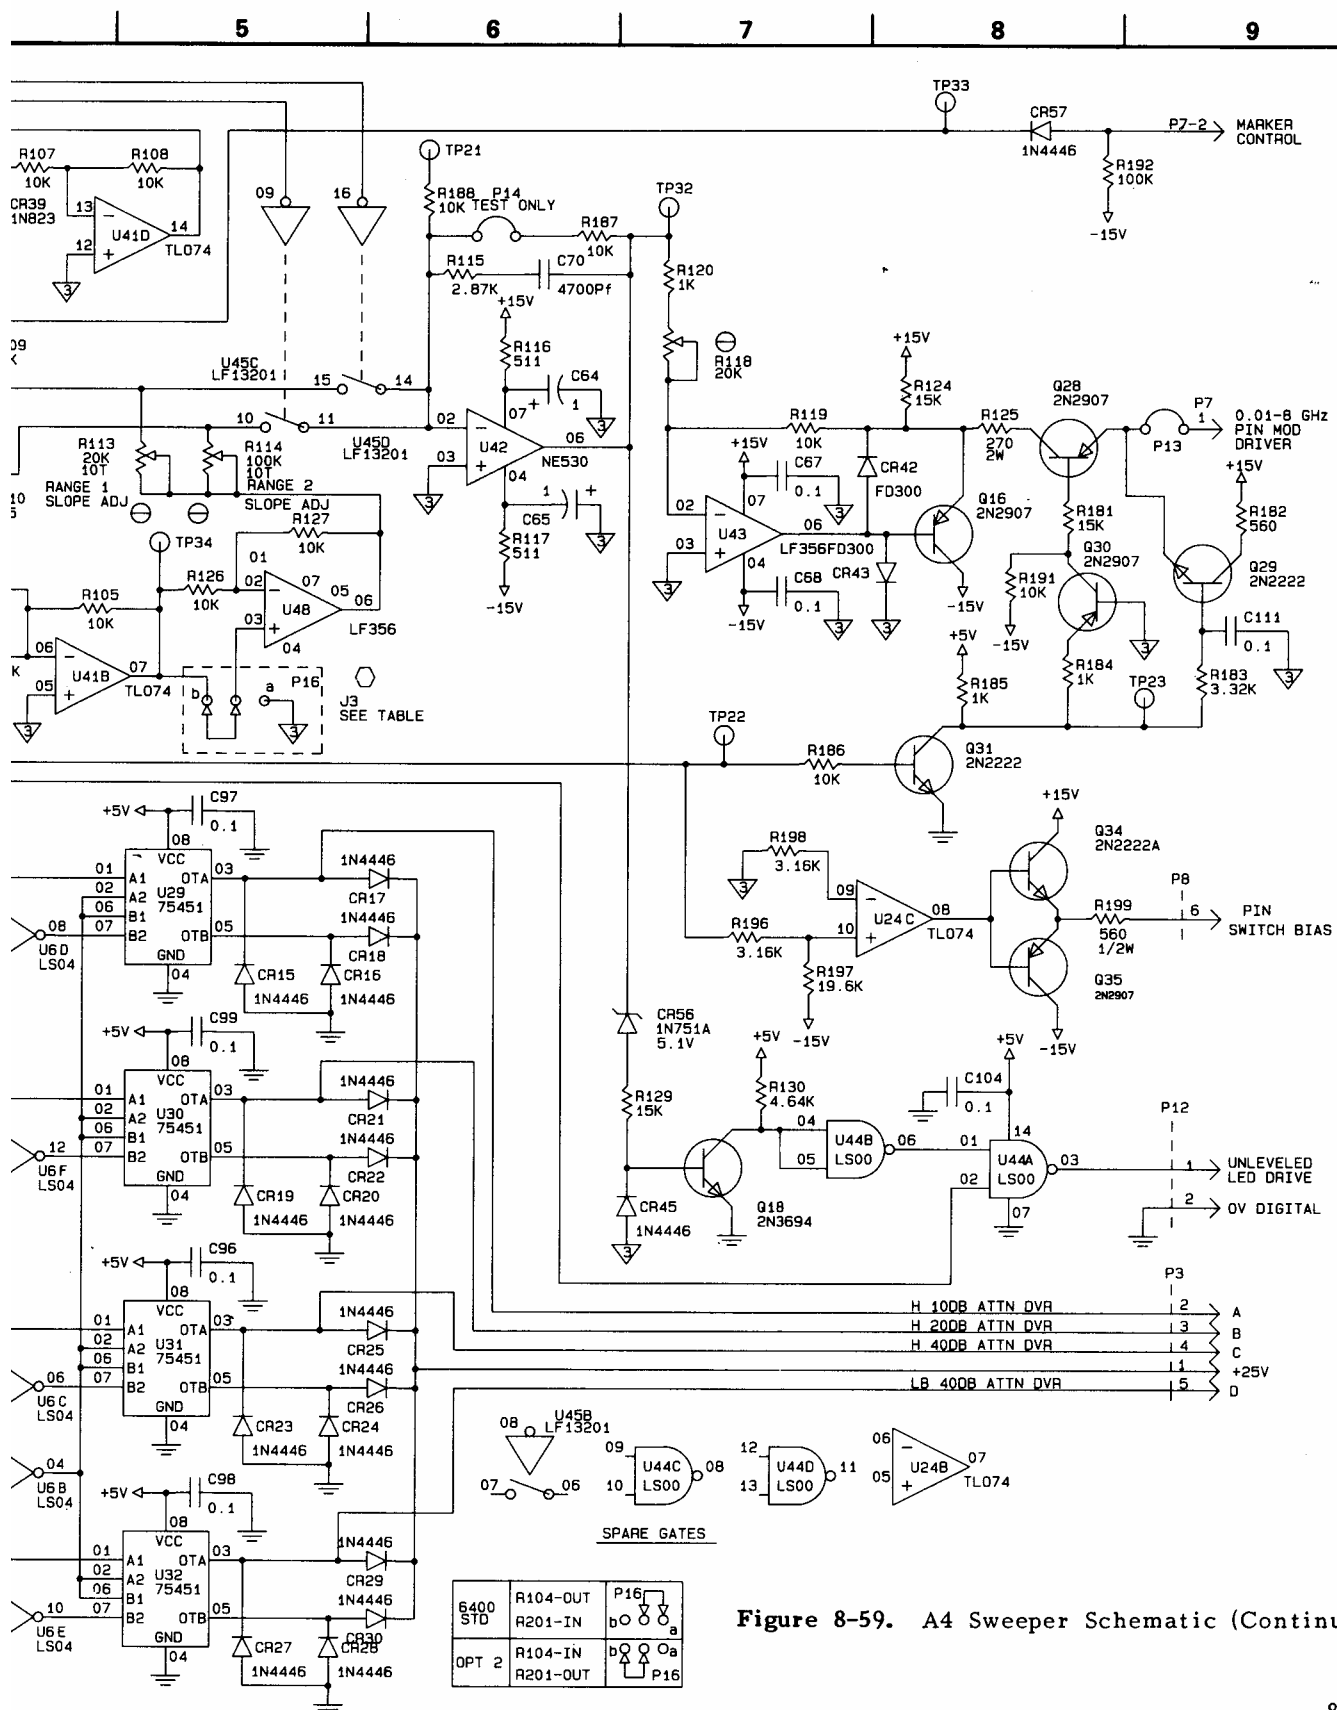 5 6 7 8 9
TP33
CR57
1N4446
P7-2
MARKER
CONTROL
R192
100K
-15V
R107
10K
R108
10K
CR39
1N823
13
12
U41D
14
TL074
3
09
16
TP21
R188
10K
P14
TEST ONLY
R187
10K
TP32
R115
2.87K
C70
4700Pf
R120
1K
+15V
R116
511
C64
+ 1
3
R118
20K
09
K
U45C
LF13201
15
14
10
11
U45D
LF13201
02
03
07
U42
04
06
NE530
3
1
+
C65
3
R117
511
-15V
R113
20K
10T
RANGE 1
SLOPE ADJ
R114
100K
10T
RANGE 2
SLOPE ADJ
10
5
TP34
R127
10K
R126
10K
01
02
07
05
U48
06
03
04
LF356
R105
10K
K
06
05
U41B
07
TL074
3
b
a
P16
3
J3
SEE TABLE
+15V
R124
15K
R119
10K
R125
270
2W
Q28
2N2907
P13
P7
1
0.01-8 GHz
PIN MOD
DRIVER
+15V
R182
560
+15V
C67
0.1
3
07
CR42
FD300
Q16
2N2907
R181
15K
02
03
U43
06
04
LF356
FD300
CR43
3
3
C68
0.1
3
-15V
-15V
R191
10K
-15V
Q30
2N2907
3
Q29
2N2222
C111
0.1
3
+5V
R185
1K
R184
1K
TP23
R183
3.32K
TP22
R186
10K
Q31
2N2222
+5V
C97
0.1
08
VCC
01
02
06
07
A1
A2
B1
B2
U29
75451
OTA
OTB
GND
03
05
04
08
U6D
LS04
1N4446
CR17
1N4446
CR18
CR15
1N4446
CR16
1N4446
R198
3.16K
3
R196
3.16K
R197
19.6K
-15V
09
10
U24C
08
TL074
+15V
Q34
2N2222A
Q35
2N2907
-15V
R199
560
1/2W
P8
6
PIN
SWITCH BIAS
+5V
C99
0.1
08
VCC
01
02
06
07
A1
A2
B1
B2
U30
75451
OTA
OTB
GND
03
05
04
12
U6F
LS04
1N4446
CR21
1N4446
CR22
CR19
1N4446
CR20
1N4446
CR56
1N751A
5.1V
R129
15K
CR45
1N4446
3
+5V
R130
4.64K
Q18
2N3694
04
05
U44B
LS00
06
+5V
C104
0.1
14
01
02
U44A
LS00
03
07
P12
1
UNLEVELED
LED DRIVE
2
0V DIGITAL
+5V
C96
0.1
08
VCC
01
02
06
07
A1
A2
B1
B2
U31
75451
OTA
OTB
GND
03
05
04
06
U6C
LS04
1N4446
CR25
1N4446
CR26
CR23
1N4446
CR24
1N4446
P3
H 10DB ATTN DVR 2 A
H 20DB ATTN DVR 3 B
H 40DB ATTN DVR 4 C
1 +25V
LB 40DB ATTN DVR 5 D
04
U6B
LS04
+5V
C98
0.1
08
VCC
01
02
06
07
A1
A2
B1
B2
U32
75451
OTA
OTB
GND
03
05
04
10
U6E
LS04
1N4446
CR29
1N4446
CR30
CR27
1N4446
CR28
1N4446
08
U45B
LF13201
07
06
09
10
U44C
LS00
08
12
13
U44D
LS00
11
06
05
U24B
07
TL074
SPARE GATES
6400
STD
R104-OUT
R201-IN
P16
b
a
OPT 2
R104-IN
R201-OUT
b
a
P16
Figure 8-59. A4 Sweeper Schematic (Continu